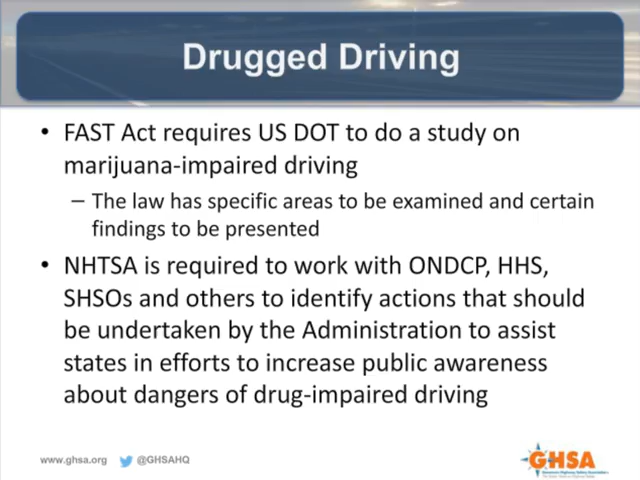 Drugged Driving
• FAST Act requires US DOT to do a study on
marijuana-impaired driving
– The law has specific areas to be examined and certain
findings to be presented
• NHTSA is required to work with ONDCP, HHS,
SHSOs and others to identify actions that should
be undertaken by the Administration to assist
states in efforts to increase public awareness
about dangers of drug-impaired driving
www.ghsa.org @GHSAHQ
GHSA